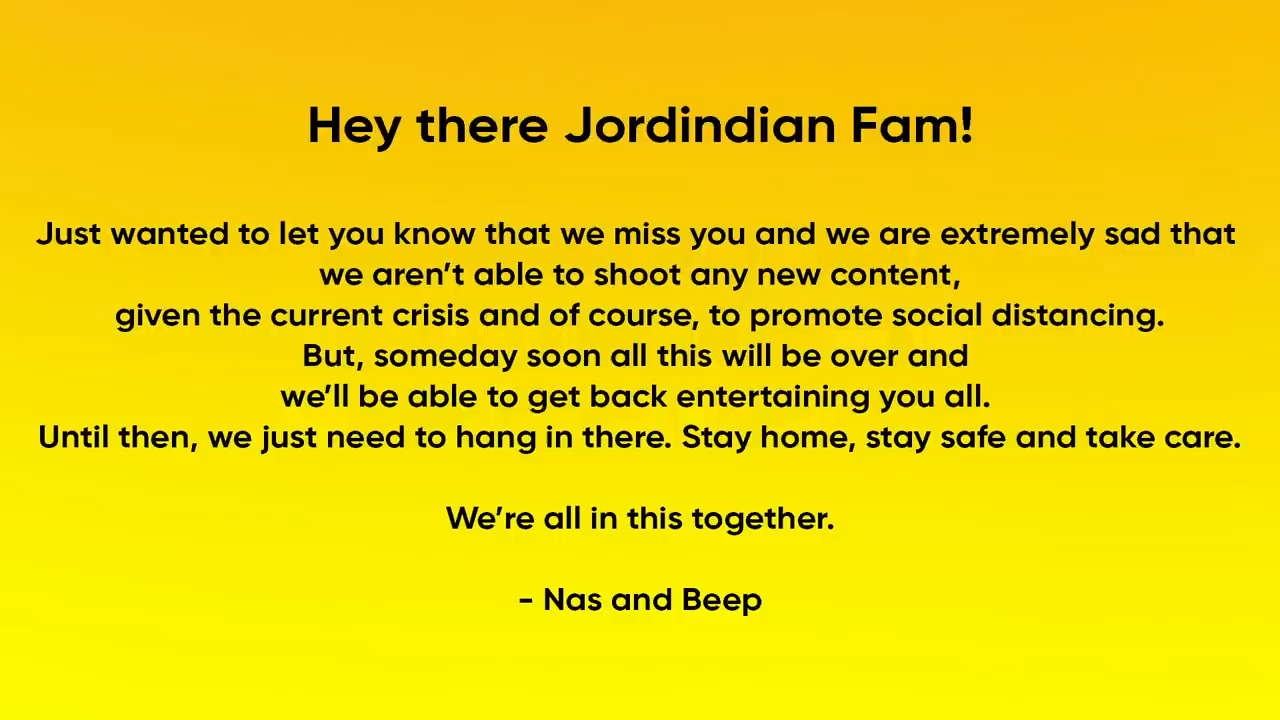 Hey there Jordindian Fam!
Just wanted to let you know that we miss you and we are extremely sad that
we aren’t able to shoot any new content,
given the current crisis and of course, to promote social distancing.
But, someday soon all this will be over and
we’ll be able to get back entertaining you all.
Until then, we just need to hang in there. Stay home, stay safe and take care.
We’re all in this together.
- Nas and Beep